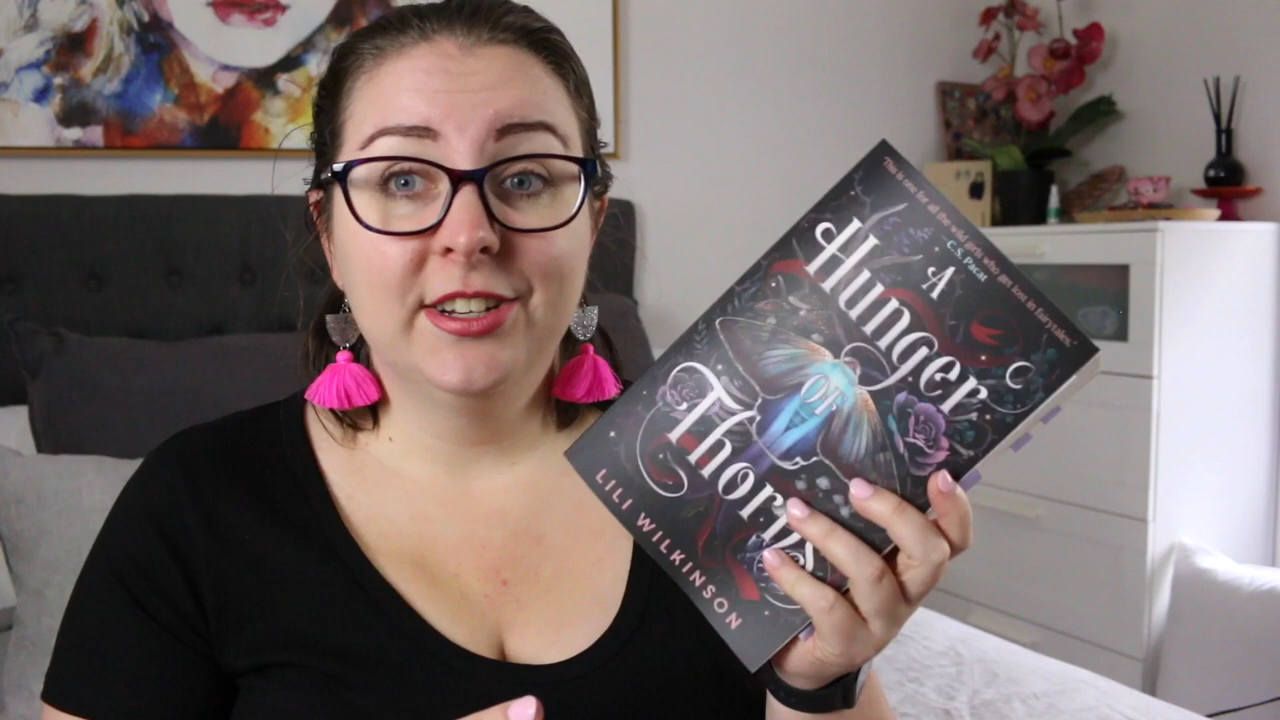 'This is one for all the wild girls who get lost in fairytales.'
C.S. Pacat
A
Hunger
OF
Thorns
LILI WILKINSON